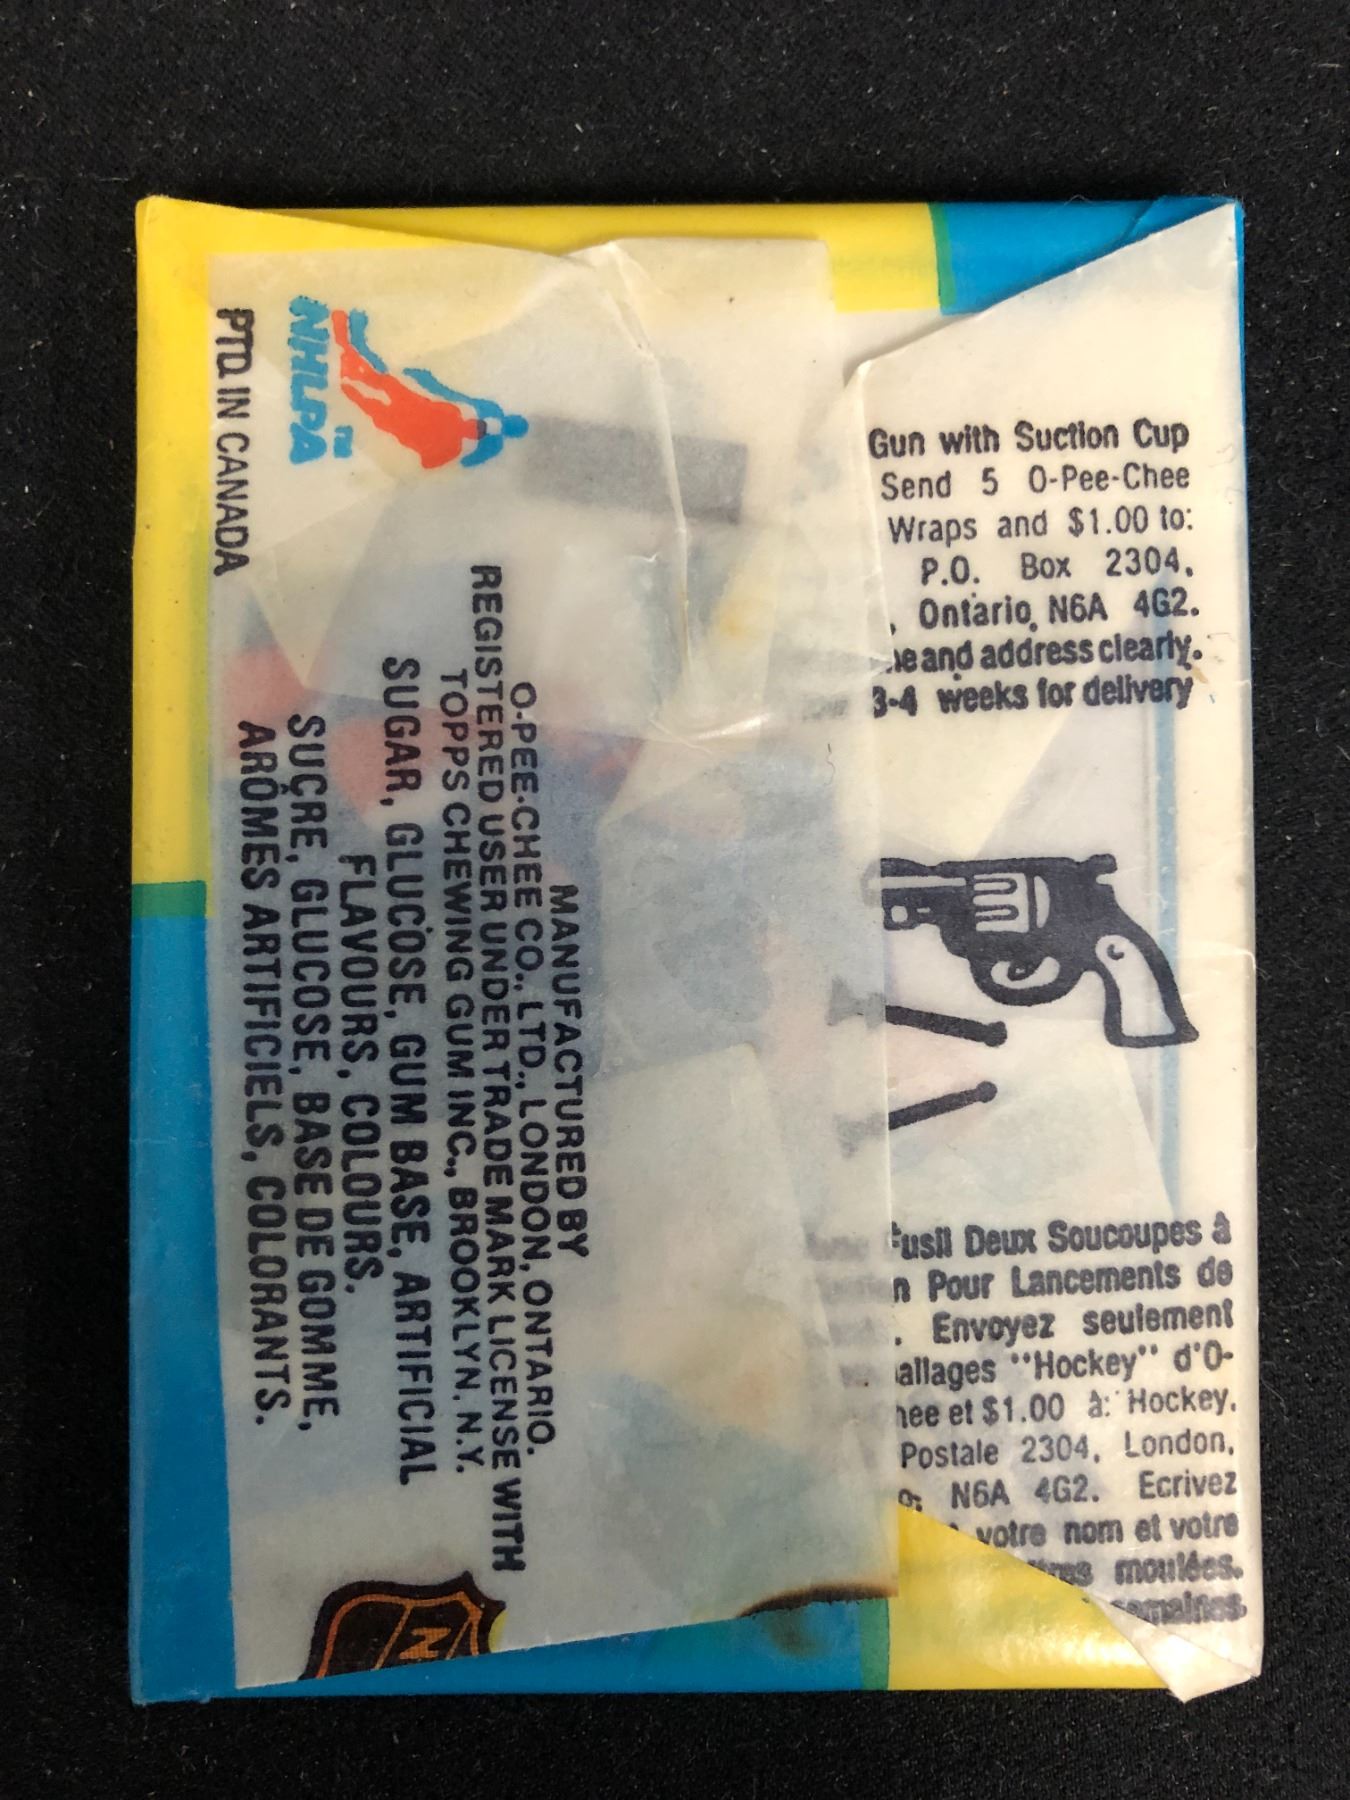 Gun with Suction Cup
Send 5 O-Pee-Chee
Wraps and $1.00 to:
P.O. Box 2304,
Ontario, N6A 4G2.
and address clearly.
3-4 weeks for delivery
Fusil Deux Soucoupes à
Pour Lancements de
. Envoyez seulement
"Hockey" d'O-
et $1.00 à: Hockey,
Postale 2304, London,
N6A 4G2. Ecrivez
votre nom et votre
moulées.
NHLPA
TM
PTD. IN CANADA
MANUFACTURED BY
O-PEE-CHEE CO., LTD., LONDON, ONTARIO.
REGISTERED USER UNDER TRADE MARK LICENSE WITH
TOPPS CHEWING GUM INC., BROOKLYN, N.Y.
SUGAR, GLUCOSE, GUM BASE, ARTIFICIAL
FLAVOURS, COLOURS.
SUCRE, GLUCOSE, BASE DE GOMME,
ARÔMES ARTIFICIELS, COLORANTS.
N